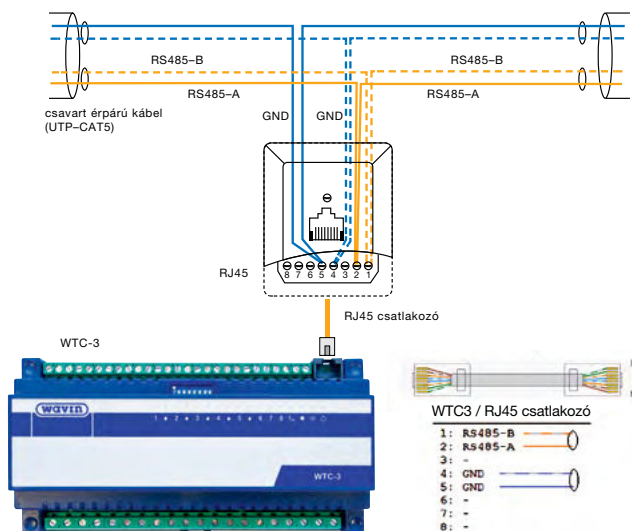 RS485–B
RS485–B
RS485–A
RS485–A
csavart érpárú kábel
(UTP–CAT5)
GND
GND
RJ45
8 7 6 5 4 3 2 1
RJ45 csatlakozó
WTC-3
wavin
WTC-3
WTC3 / RJ45 csatlakozó
1: RS485-B
2: RS485-A
3: -
4: GND
5: GND
6: -
7: -
8: -